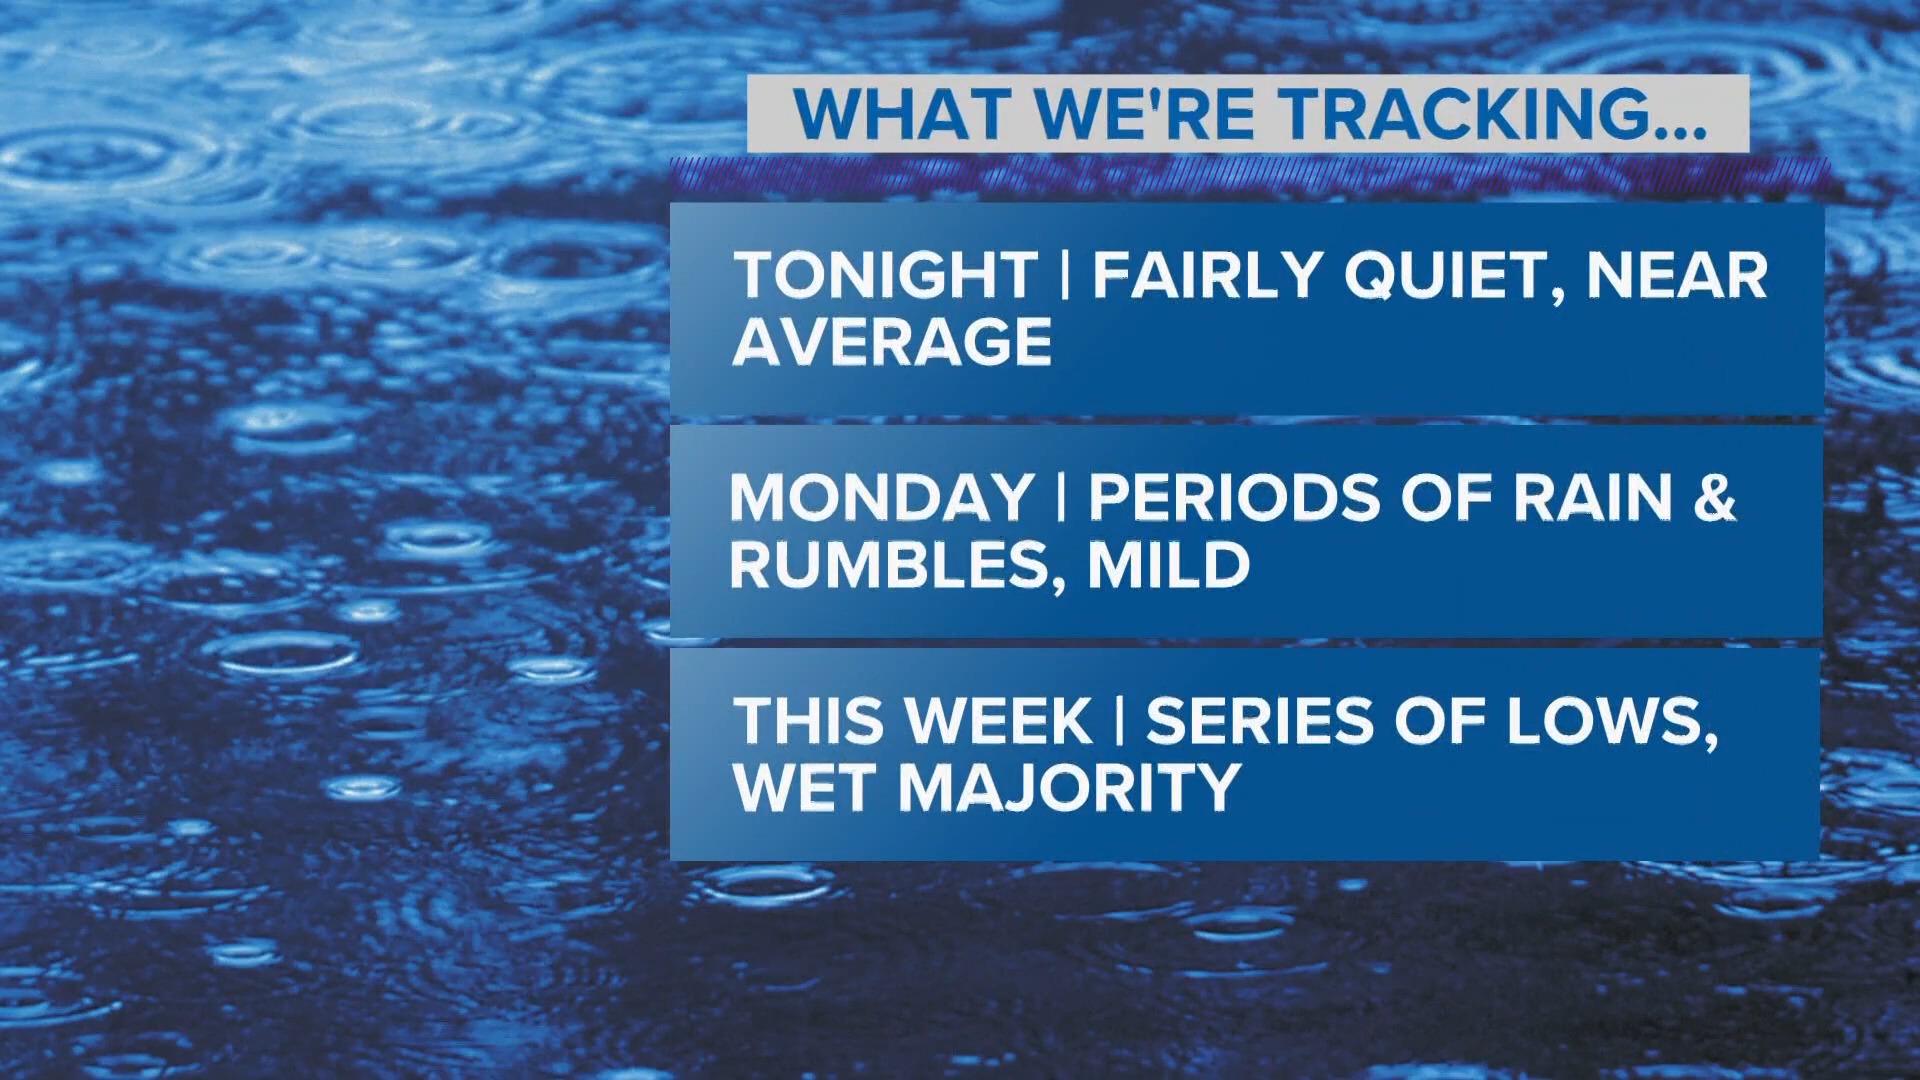 WHAT WE'RE TRACKING...
TONIGHT | FAIRLY QUIET, NEAR
AVERAGE
MONDAY | PERIODS OF RAIN &
RUMBLES, MILD
THIS WEEK | SERIES OF LOWS,
WET MAJORITY